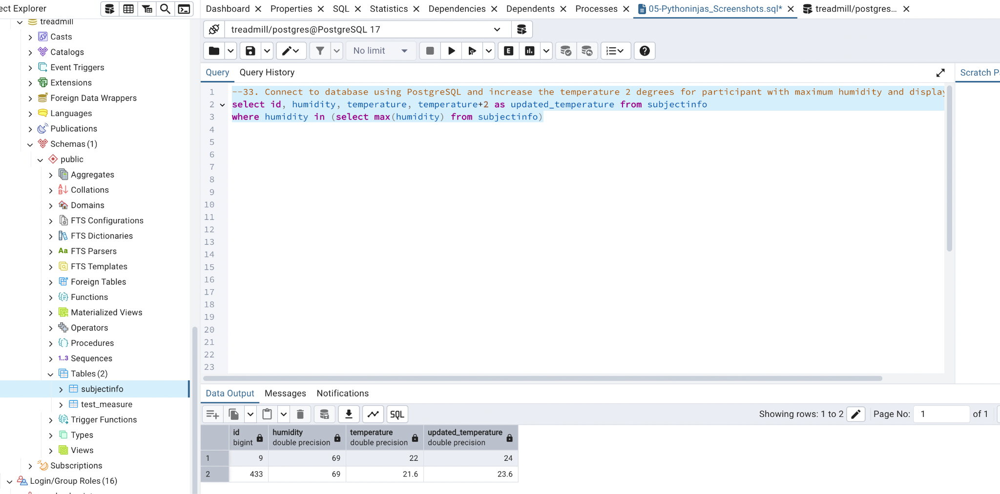 ect Explorer
treadmill
Casts
Catalogs
Event Triggers
Extensions
Foreign Data Wrappers
Languages
Publications
Schemas (1)
public
Aggregates
Collations
Domains
FTS Configurations
FTS Dictionaries
Aa FTS Parsers
FTS Templates
Foreign Tables
Functions
Materialized Views
Operators
Procedures
1..3 Sequences
Tables (2)
subjectinfo
test_measure
Trigger Functions
Types
Views
Subscriptions
Login/Group Roles (16)
Dashboard Properties SQL Statistics Dependencies Dependents Processes 05-Pythoninjas_Screenshots.sql* treadmill/postgres...
treadmill/postgres@PostgreSQL 17
No limit
E
Query Query History
Scratch P
1 --33. Connect to database using PostgreSQL and increase the temperature 2 degrees for participant with maximum humidity and display
2 select id, humidity, temperature, temperature+2 as updated_temperature from subjectinfo
3 where humidity in (select max(humidity) from subjectinfo)
4
5
6
7
8
9
10
11
12
13
14
15
16
17
18
19
20
21
22
23
Data Output Messages Notifications
SQL
Showing rows: 1 to 2 Page No: 1 of 1
id humidity temperature updated_temperature
bigint double precision double precision double precision
1 9 69 22 24
2 433 69 21.6 23.6